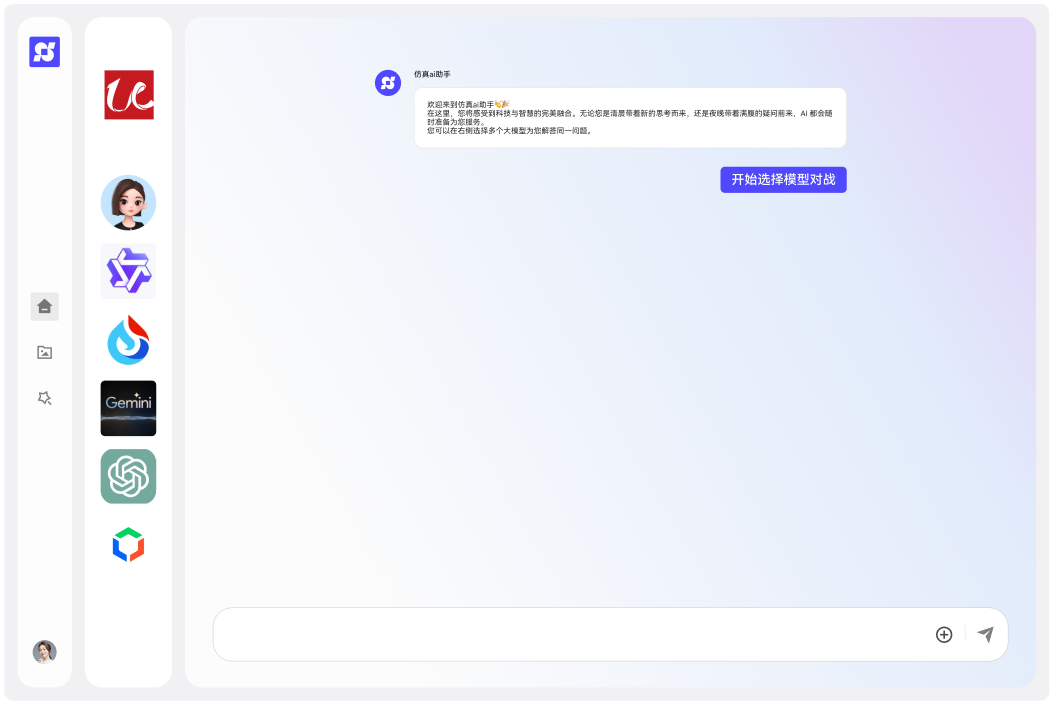 仿真ai助手
欢迎来到仿真ai助手👏🎉
在这里，您将感受到科技与智慧的完美融合。无论您是清晨带着新的思考而来，还是夜晚带着满腹的疑问前来，AI 都会随
时准备为您服务。
您可以在右侧选择多个大模型为您解答同一问题。
开始选择模型对战
Gemini